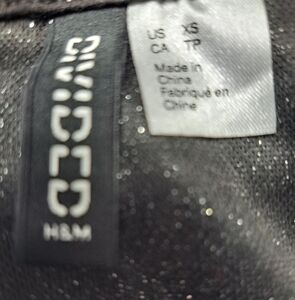 DIVIDED
H&M
US XS
CA TP
Made in
China
Fabriqué en
Chine